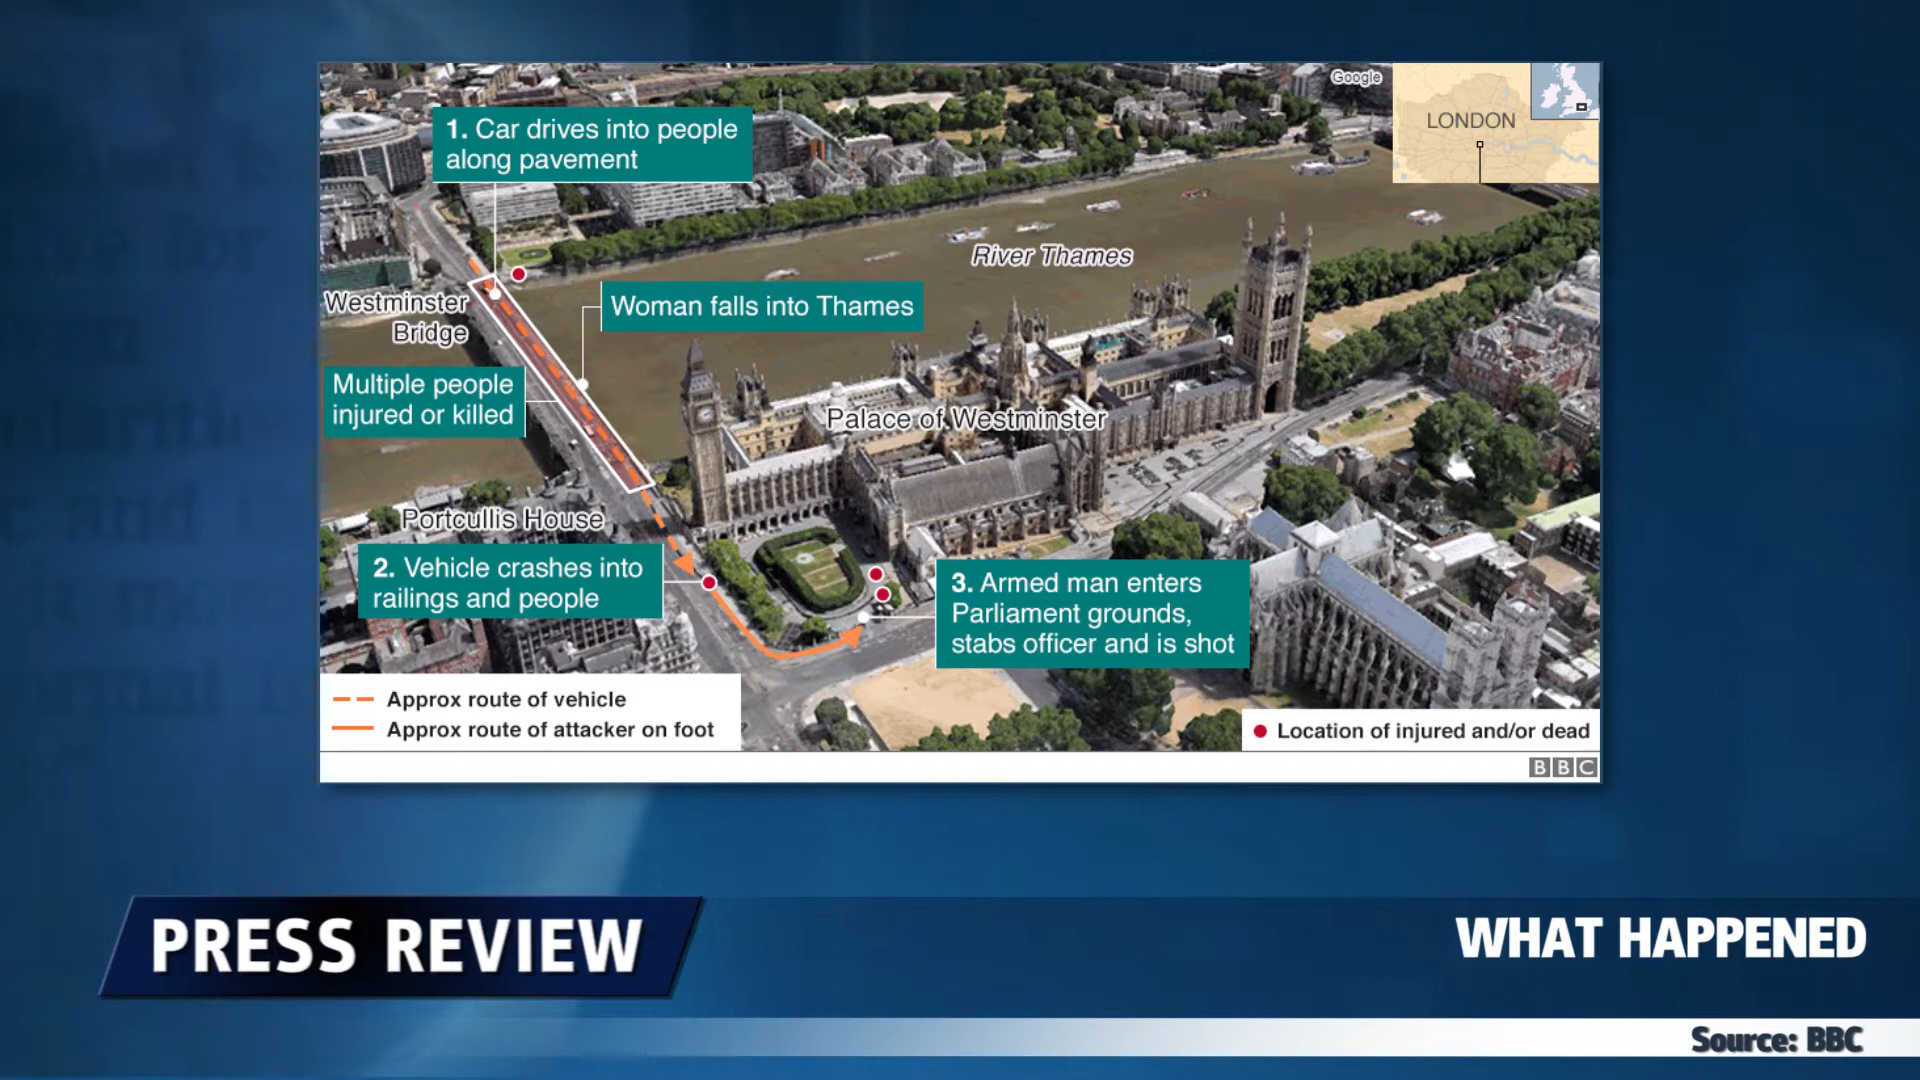 Google
LONDON
1. Car drives into people
along pavement
River Thames
Westminster
Bridge
Woman falls into Thames
Multiple people
injured or killed
Palace of Westminster
Portcullis House
2. Vehicle crashes into
railings and people
3. Armed man enters
Parliament grounds,
stabs officer and is shot
Approx route of vehicle
Approx route of attacker on foot
Location of injured and/or dead
BBC
PRESS REVIEW
WHAT HAPPENED
Source: BBC